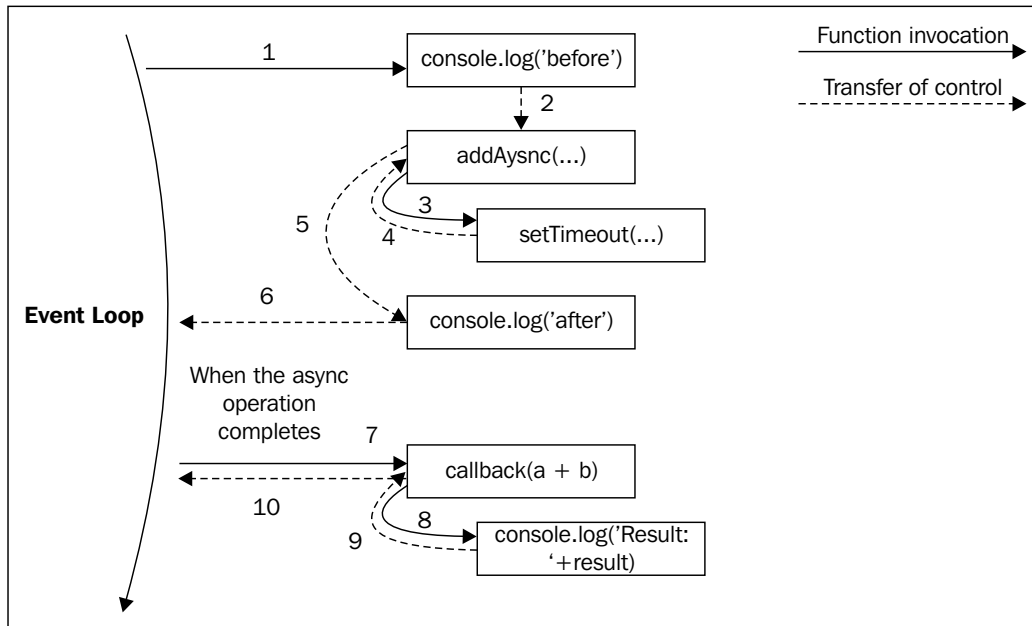 1
console.log('before')
Function invocation
2
Transfer of control
addAysnc(...)
3
5
4
setTimeout(...)
6
Event Loop
console.log('after')
When the async
operation
completes
7
callback(a + b)
10
8
9
console.log('Result:
‘+result)